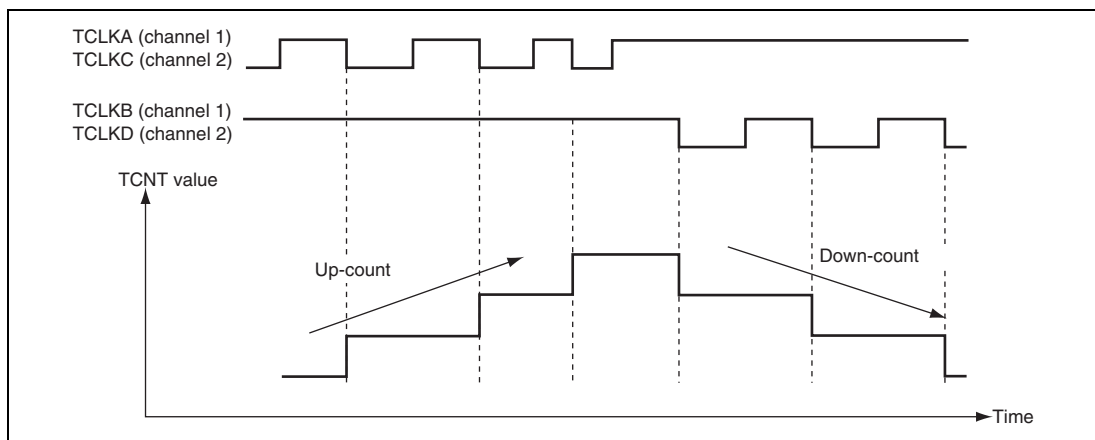 TCLKA (channel 1)
TCLKC (channel 2)
TCLKB (channel 1)
TCLKD (channel 2)
TCNT value
Up-count
Down-count
Time